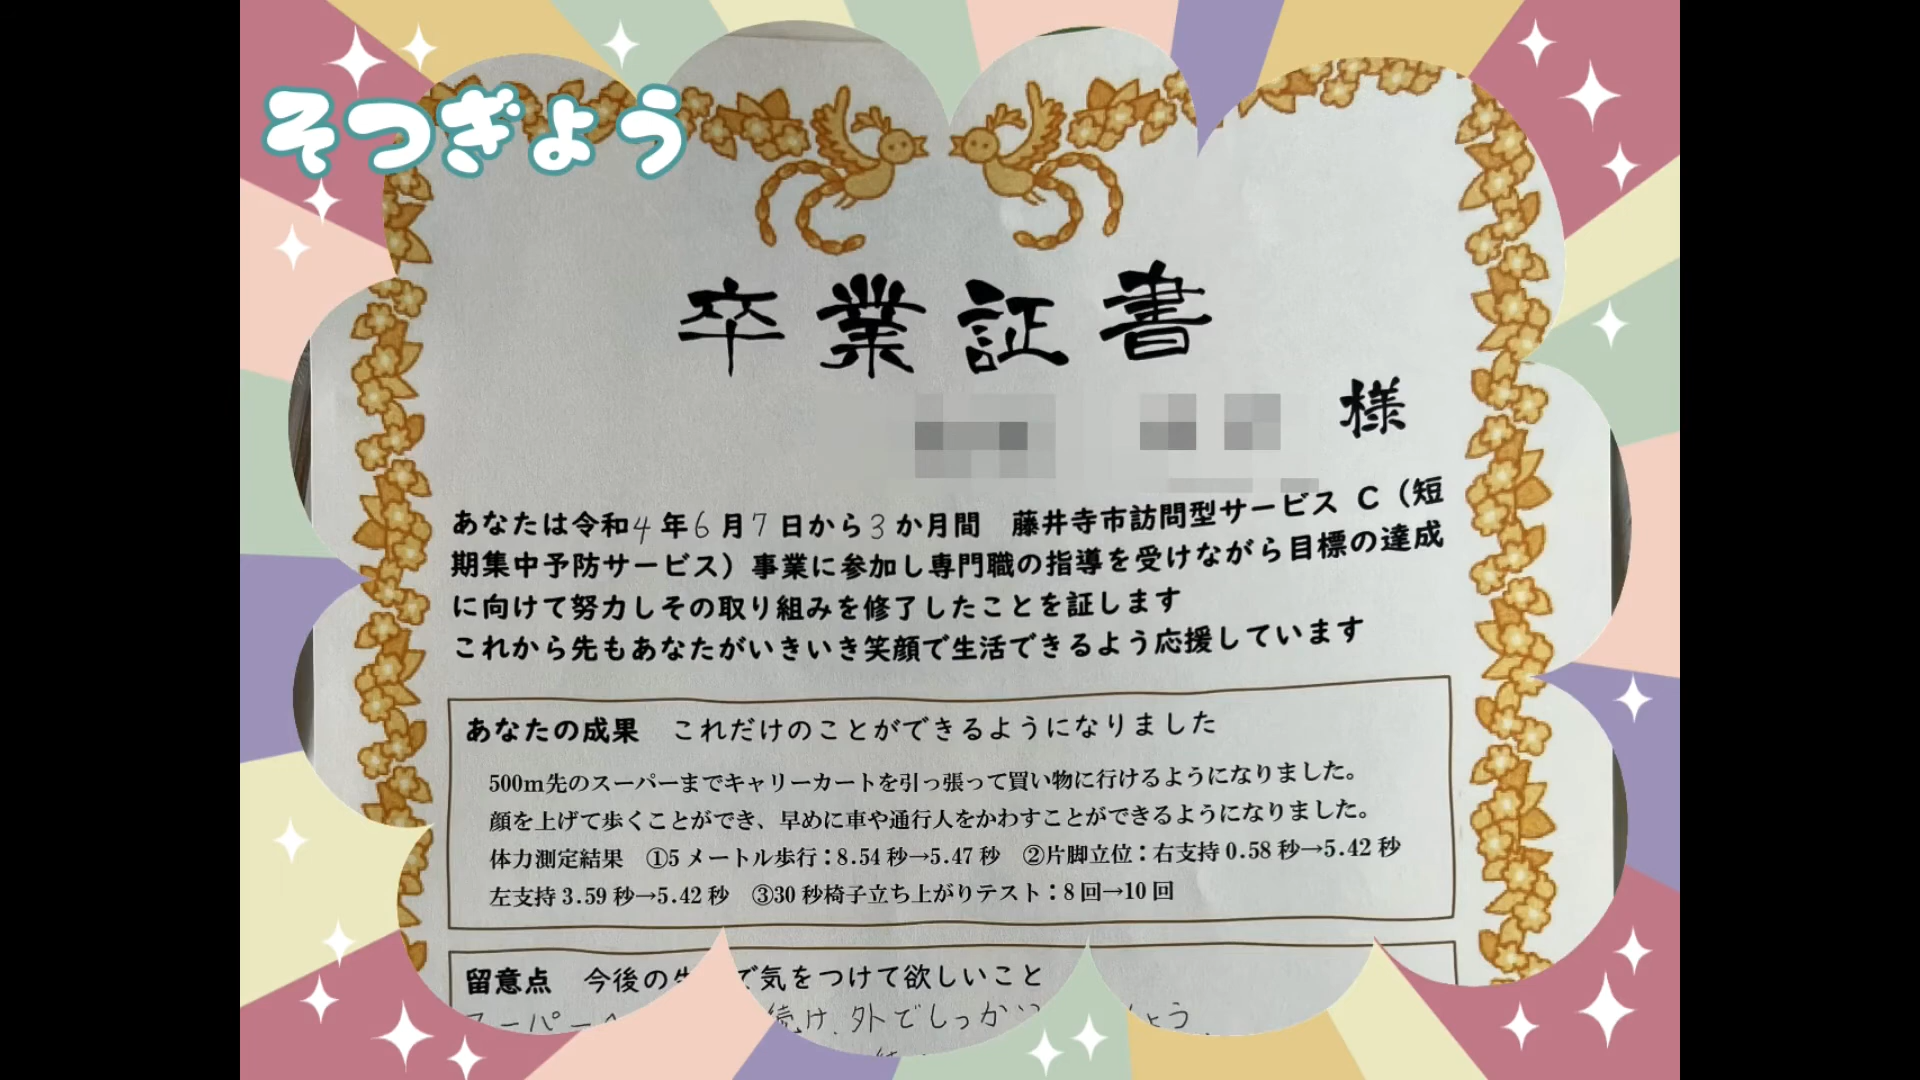 そつぎょう
卒業証書
様
あなたは令和4年6月7日から3か月間 藤井寺市訪問型サービス C（短
期集中予防サービス）事業に参加し専門職の指導を受けながら目標の達成
に向けて努力しその取り組みを修了したことを証します
これから先もあなたがいきいき笑顔で生活できるよう応援しています
あなたの成果 これだけのことができるようになりました
500m先のスーパーまでキャリーカートを引っ張って買い物に行けるようになりました。
顔を上げて歩くことができ、早めに車や通行人をかわすことができるようになりました。
体力測定結果 ①5メートル歩行：8.54秒→5.47秒 ②片脚立位：右支持0.58秒→5.42秒
左支持3.59秒→5.42秒 ③30秒椅子立ち上がりテスト：8回→10回
留意点 今後の で気をつけて欲しいこと
スーパーへ 続け、外でしっかり しょう